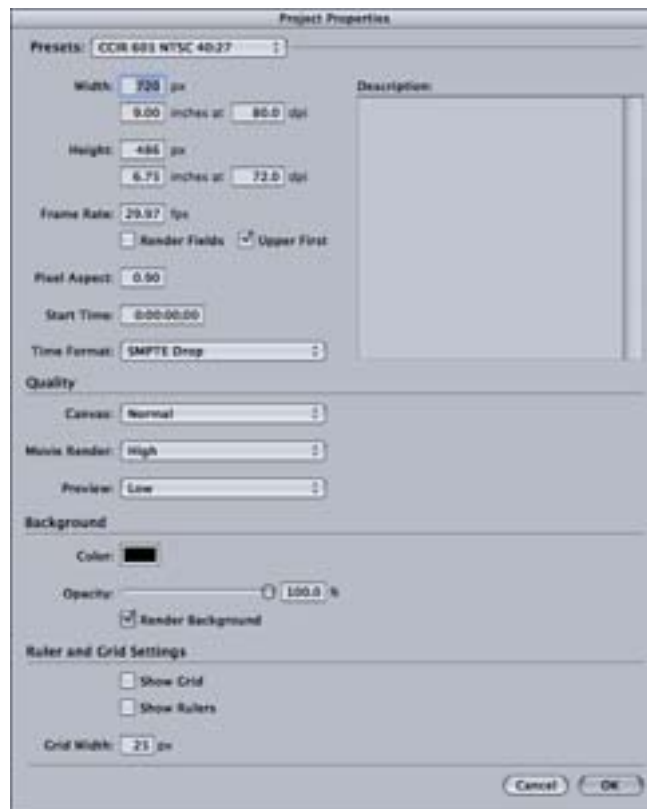 Project Properties
Presets: CCIR 601 NTSC 40:27
Width: 720 px
9.00 inches at 80.0 dpi
Description:
Height: 486 px
6.75 inches at 72.0 dpi
Frame Rate: 29.97 fps
Render Fields Upper First
Pixel Aspect: 0.90
Start Time: 0:00:00;00
Time Format: SMPTE Drop
Quality
Canvas: Normal
Movie Render: High
Preview: Low
Background
Color:
Opacity: 100.0 %
Render Background
Ruler and Grid Settings
Show Grid
Show Rulers
Grid Width: 25 px
Cancel OK